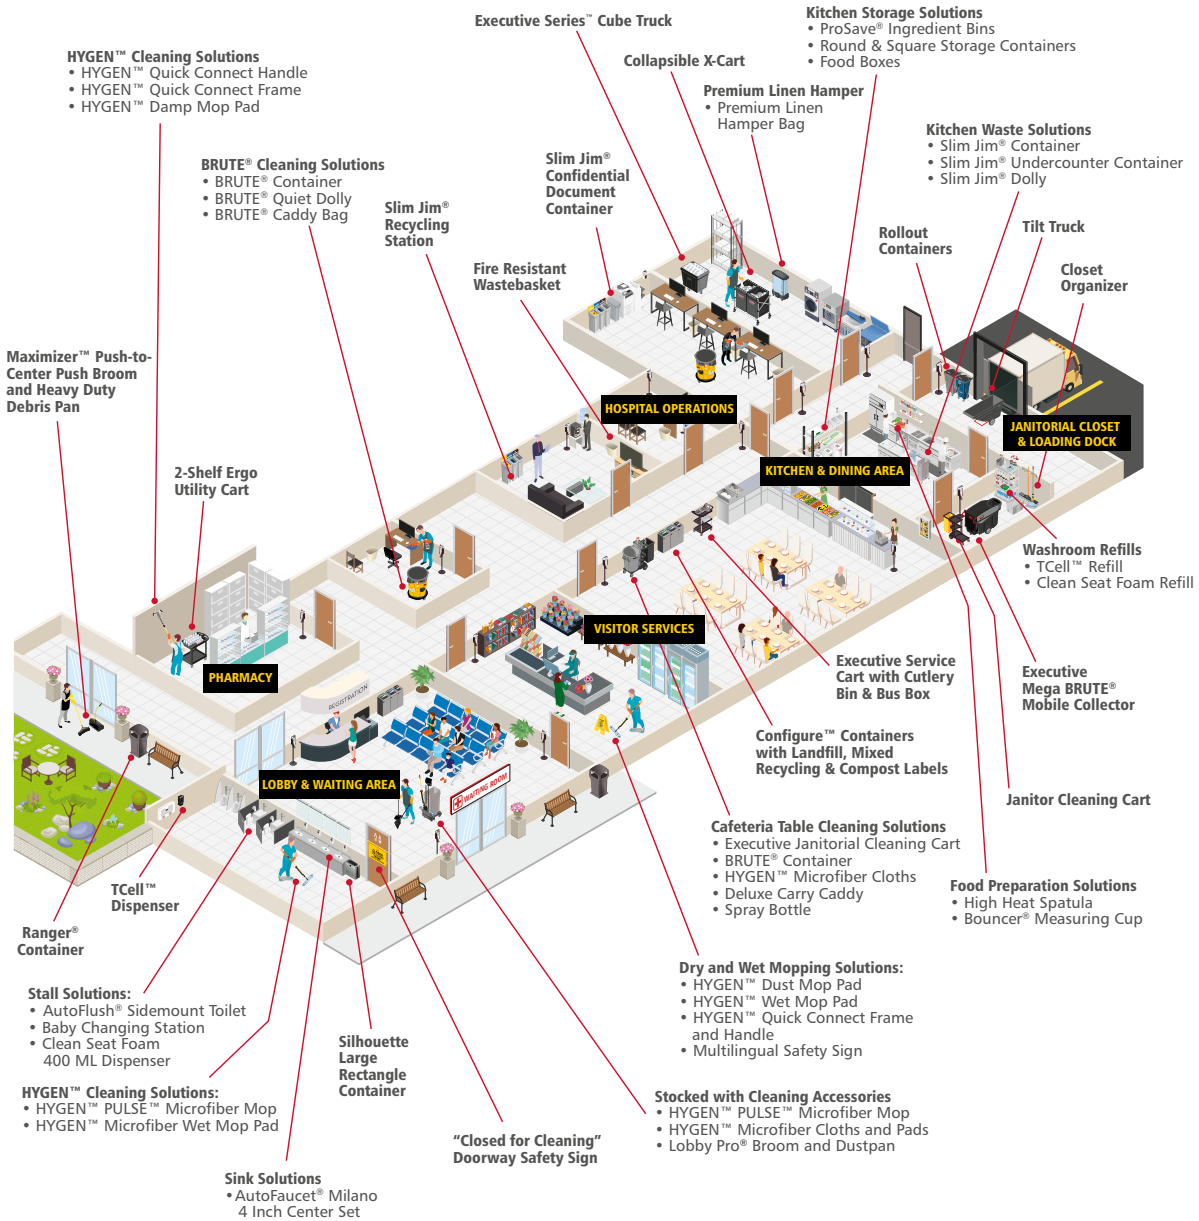 Executive Series™ Cube Truck
Kitchen Storage Solutions
• ProSave® Ingredient Bins
• Round & Square Storage Containers
• Food Boxes
HYGEN™ Cleaning Solutions
• HYGEN™ Quick Connect Handle
• HYGEN™ Quick Connect Frame
• HYGEN™ Damp Mop Pad
Collapsible X-Cart
Premium Linen Hamper
• Premium Linen
Hamper Bag
Kitchen Waste Solutions
• Slim Jim® Container
• Slim Jim® Undercounter Container
• Slim Jim® Dolly
BRUTE® Cleaning Solutions
• BRUTE® Container
• BRUTE® Quiet Dolly
• BRUTE® Caddy Bag
Slim Jim®
Confidential
Document
Container
Slim Jim®
Recycling
Station
Rollout
Containers
Tilt Truck
Fire Resistant
Wastebasket
Closet
Organizer
Maximizer™ Push-to-
Center Push Broom
and Heavy Duty
Debris Pan
HOSPITAL OPERATIONS
JANITORIAL CLOSET
& LOADING DOCK
2-Shelf Ergo
Utility Cart
KITCHEN & DINING AREA
Washroom Refills
• TCell™ Refill
• Clean Seat Foam Refill
VISITOR SERVICES
PHARMACY
Executive Service
Cart with Cutlery
Bin & Bus Box
Executive
Mega BRUTE®
Mobile Collector
REGISTRATION
Configure™ Containers
with Landfill, Mixed
Recycling & Compost Labels
LOBBY & WAITING AREA
WAITING ROOM
Janitor Cleaning Cart
Cafeteria Table Cleaning Solutions
• Executive Janitorial Cleaning Cart
• BRUTE® Container
• HYGEN™ Microfiber Cloths
• Deluxe Carry Caddy
• Spray Bottle
TCell™
Dispenser
Food Preparation Solutions
• High Heat Spatula
• Bouncer® Measuring Cup
Ranger®
Container
Dry and Wet Mopping Solutions:
• HYGEN™ Dust Mop Pad
• HYGEN™ Wet Mop Pad
• HYGEN™ Quick Connect Frame
and Handle
• Multilingual Safety Sign
Stall Solutions:
• AutoFlush® Sidemount Toilet
• Baby Changing Station
• Clean Seat Foam
400 ML Dispenser
Silhouette
Large
Rectangle
Container
HYGEN™ Cleaning Solutions:
• HYGEN™ PULSE™ Microfiber Mop
• HYGEN™ Microfiber Wet Mop Pad
Stocked with Cleaning Accessories
• HYGEN™ PULSE™ Microfiber Mop
• HYGEN™ Microfiber Cloths and Pads
• Lobby Pro® Broom and Dustpan
“Closed for Cleaning”
Doorway Safety Sign
Sink Solutions
• AutoFaucet® Milano
4 Inch Center Set